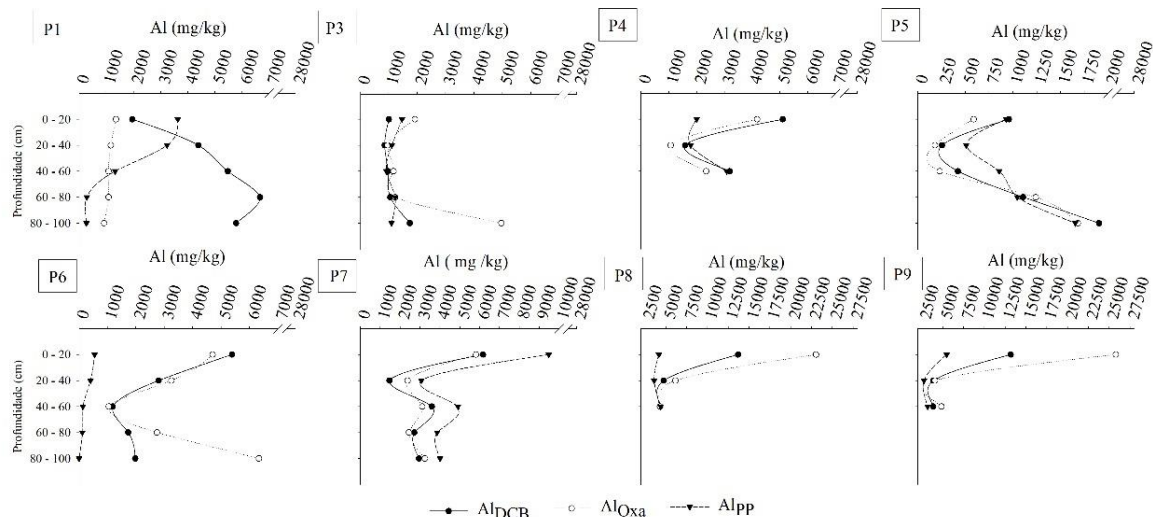 P1 Al (mg/kg)
0 1000 2000 3000 4000 5000 6000 7000 28000
P3 Al (mg/kg)
0 1000 2000 3000 4000 5000 6000 7000 28000
P4 Al (mg/kg)
0 1000 2000 3000 4000 5000 6000 7000 28000
P5 Al (mg/kg)
0 250 500 750 1000 1250 1500 1750 2000 28000
Profundidade (cm)
0 - 20
20 - 40
40 - 60
60 - 80
80 - 100
P6 Al (mg/kg)
0 1000 2000 3000 4000 5000 6000 7000 28000
P7 Al ( mg /kg)
0 1000 2000 3000 4000 5000 6000 7000 8000 9000 10000 28000
P8 Al (mg/kg)
2500 5000 7500 10000 12500 15000 17500 20000 22500 25000 27500
P9 Al (mg/kg)
2500 5000 7500 10000 12500 15000 17500 20000 22500 25000 27500
Profundidade (cm)
0 - 20
20 - 40
40 - 60
60 - 80
80 - 100
AlDCB AlOxa AlPP